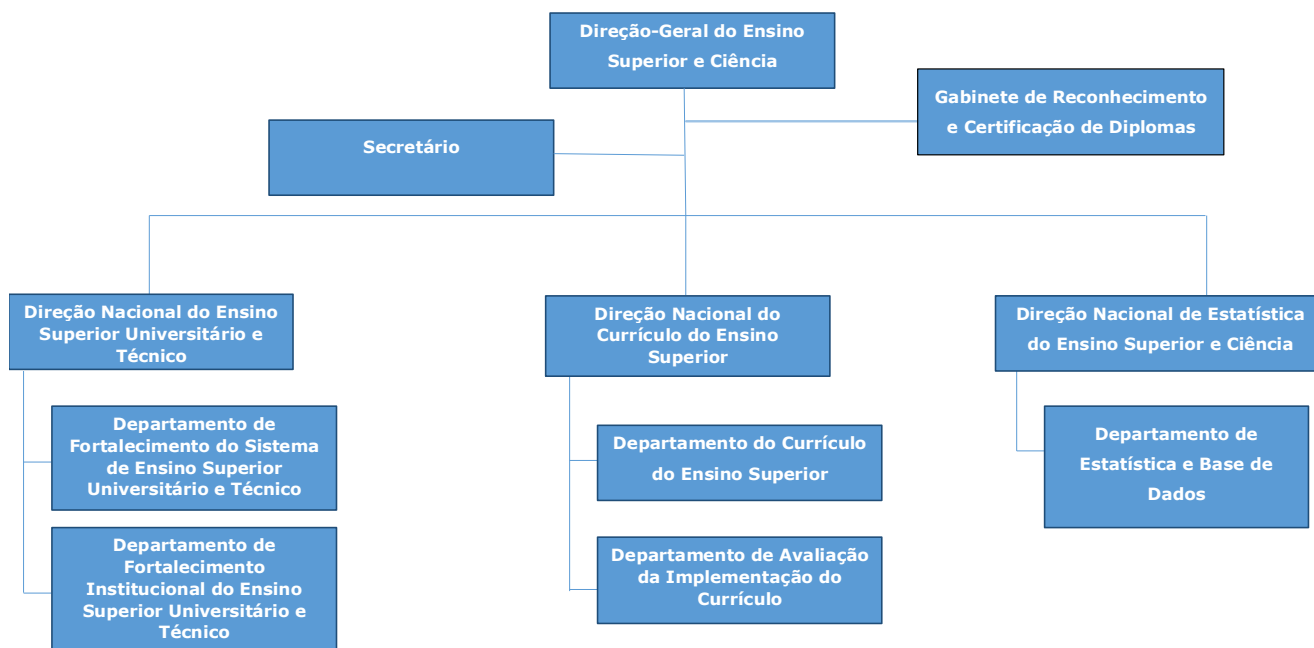 Direção-Geral do Ensino
Superior e Ciência
Gabinete de Reconhecimento
e Certificação de Diplomas
Secretário
Direção Nacional do Ensino
Superior Universitário e
Técnico
Direção Nacional do
Currículo do Ensino
Superior
Direção Nacional de Estatística
do Ensino Superior e Ciência
Departamento de
Fortalecimento do Sistema
de Ensino Superior
Universitário e Técnico
Departamento do Currículo
do Ensino Superior
Departamento de
Estatística e Base de
Dados
Departamento de
Fortalecimento
Institucional do Ensino
Superior Universitário e
Técnico
Departamento de Avaliação
da Implementação do
Currículo